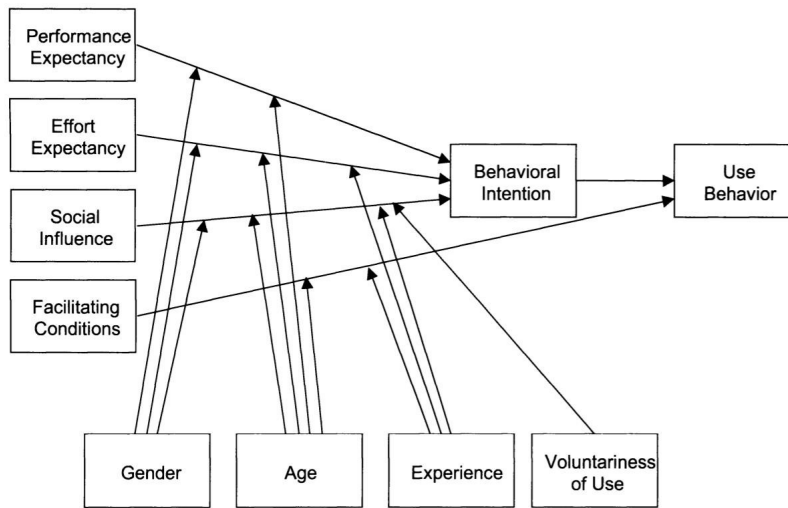 Performance
Expectancy
Effort
Expectancy
Social
Influence
Facilitating
Conditions
Behavioral
Intention
Use
Behavior
Gender
Age
Experience
Voluntariness
of Use